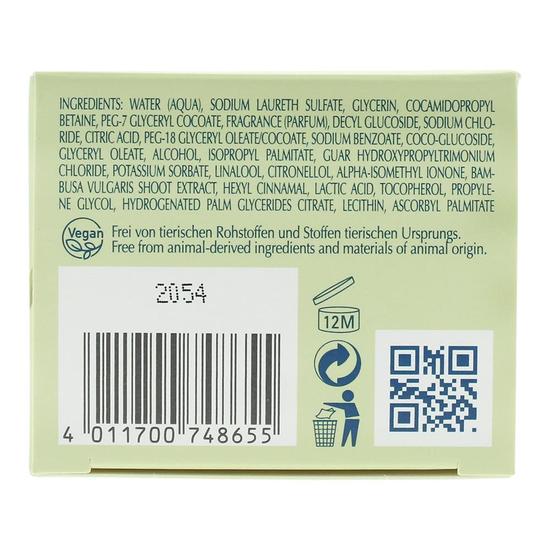 INGREDIENTS: WATER (AQUA), SODIUM LAURETH SULFATE, GLYCERIN, COCAMIDOPROPYL
BETAINE, PEG-7 GLYCERYL COCOATE, FRAGRANCE (PARFUM), DECYL GLUCOSIDE, SODIUM CHLO-
RIDE, CITRIC ACID, PEG-18 GLYCERYL OLEATE/COCOATE, SODIUM BENZOATE, COCO-GLUCOSIDE,
GLYCERYL OLEATE, ALCOHOL, ISOPROPYL PALMITATE, GUAR HYDROXYPROPYLTRIMONIUM
CHLORIDE, POTASSIUM SORBATE, LINALOOL, CITRONELLOL, ALPHA-ISOMETHYL IONONE, BAM-
BUSA VULGARIS SHOOT EXTRACT, HEXYL CINNAMAL, LACTIC ACID, TOCOPHEROL, PROPYLE-
NE GLYCOL, HYDROGENATED PALM GLYCERIDES CITRATE, LECITHIN, ASCORBYL PALMITATE
Vegan
Frei von tierischen Rohstoffen und Stoffen tierischen Ursprungs.
Free from animal-derived ingredients and materials of animal origin.
2054
12M
4 011700 748655